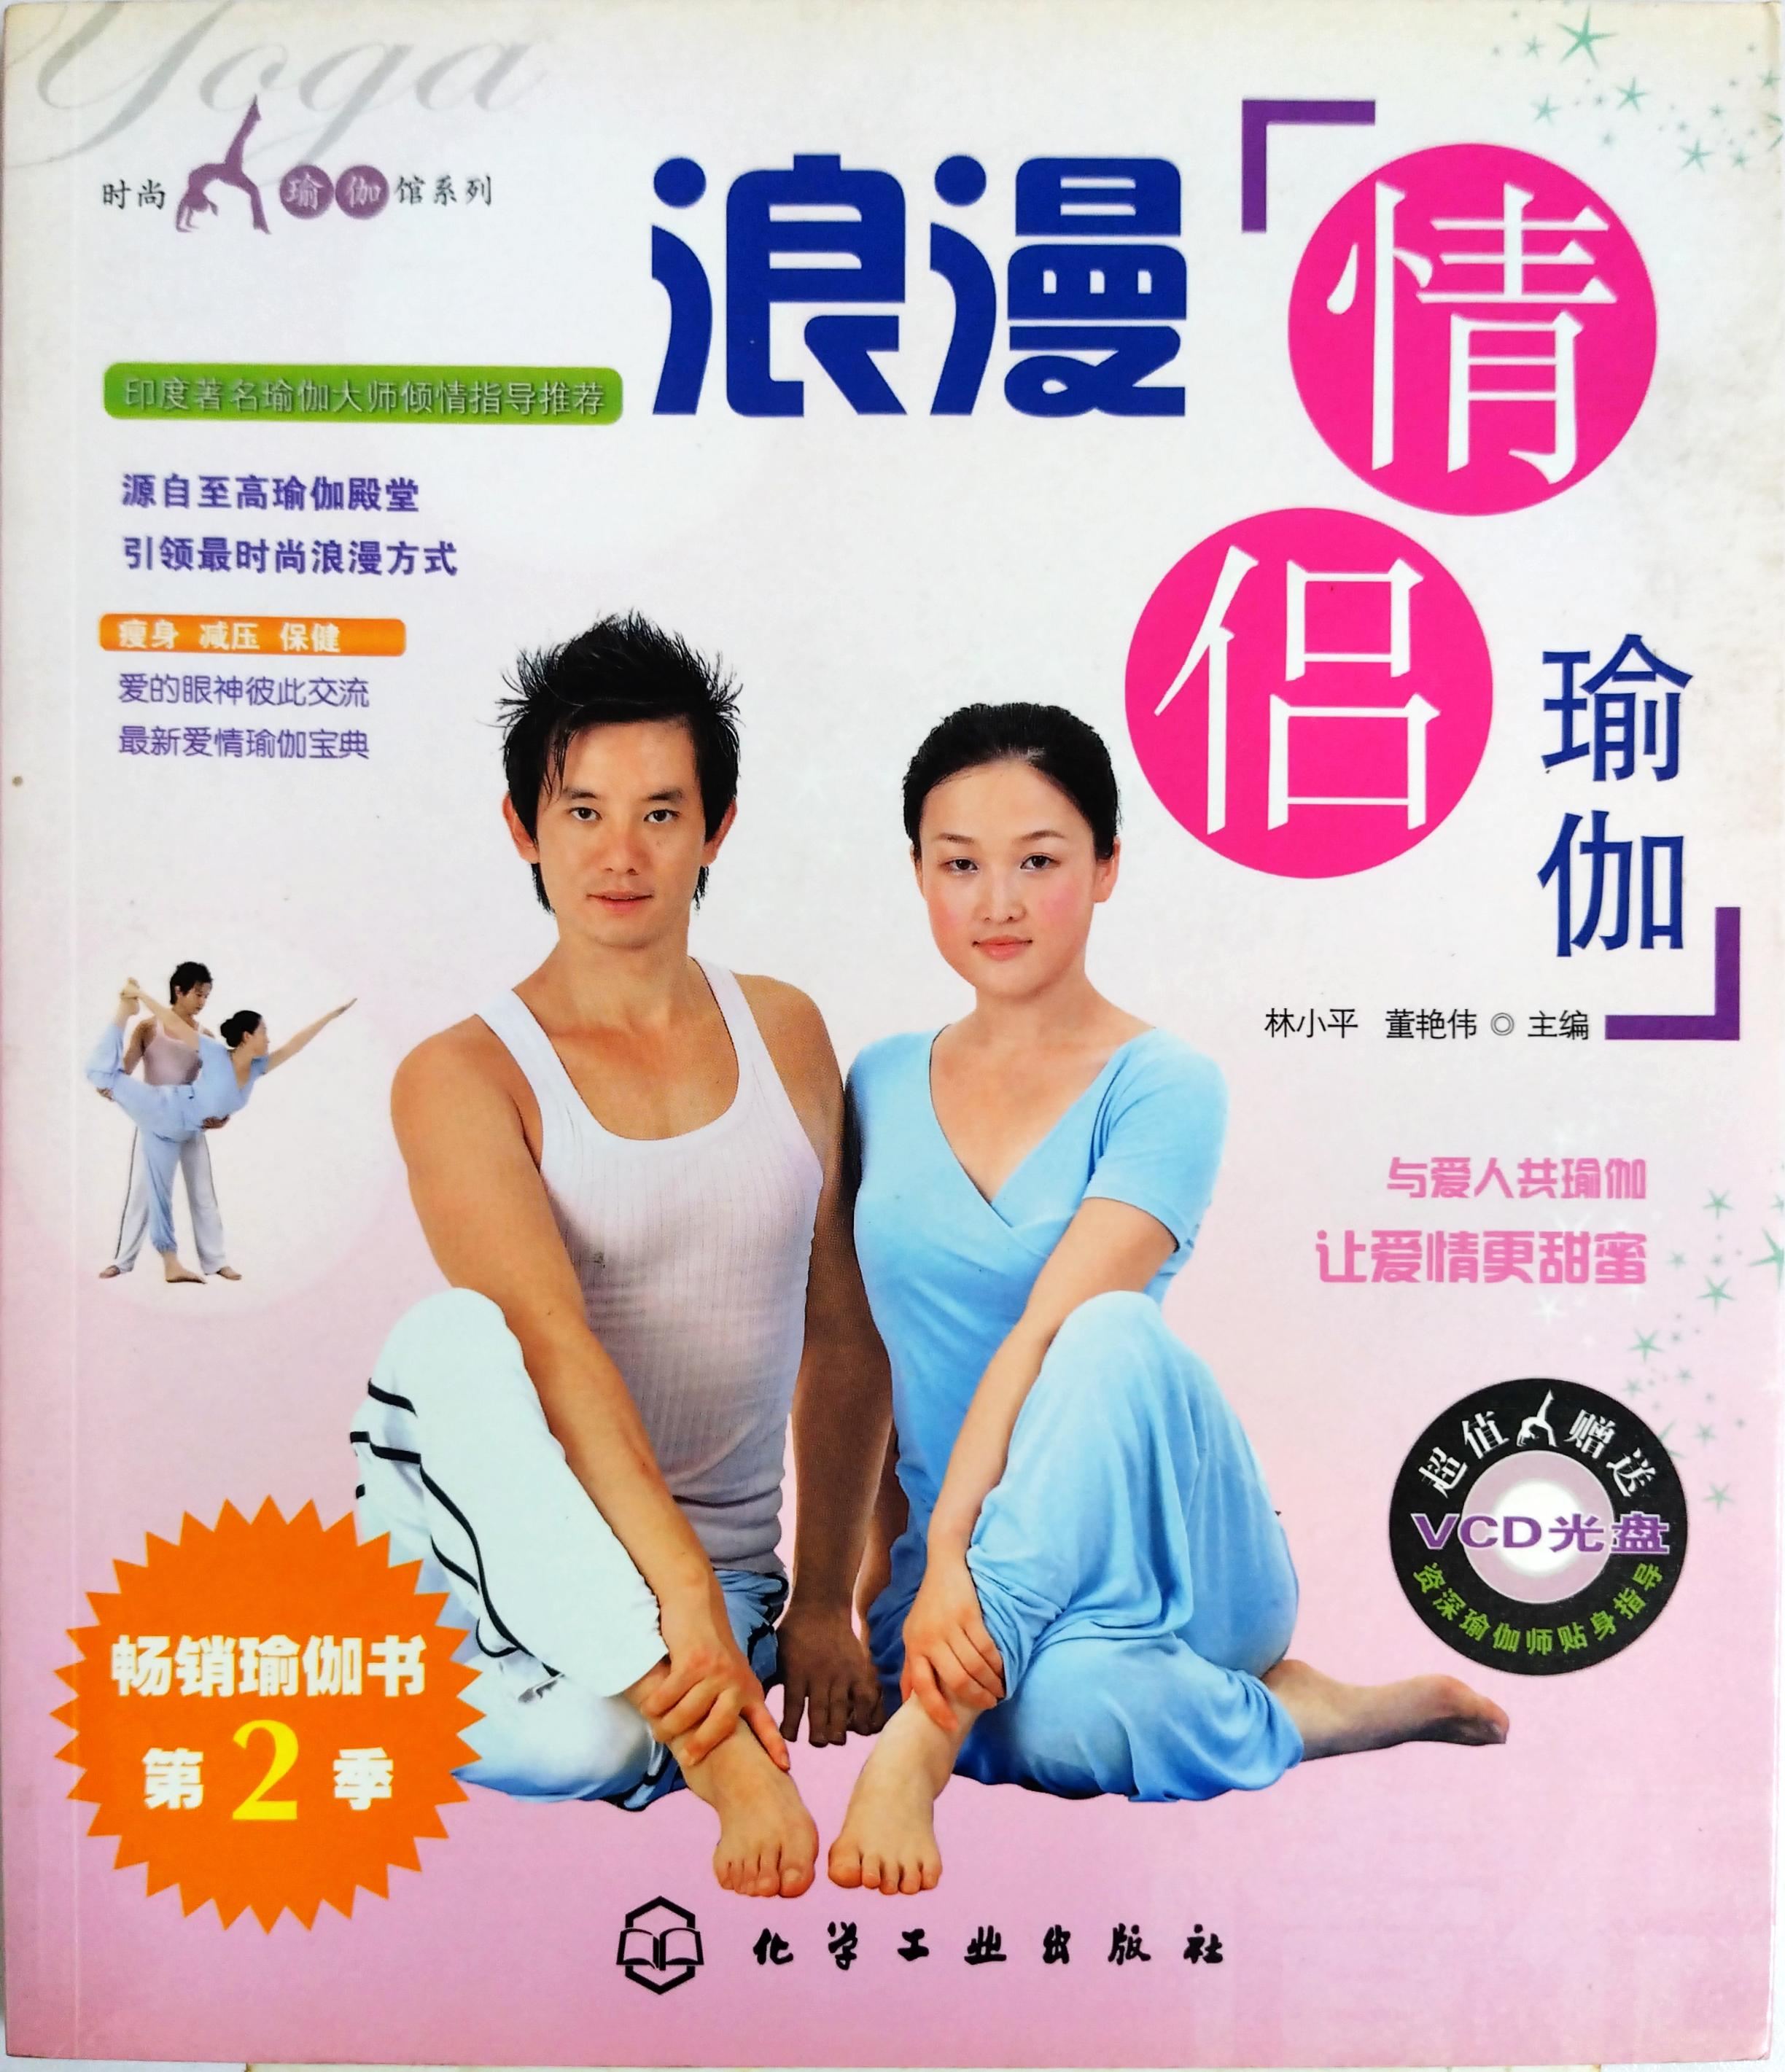 Yoga
时尚瑜伽馆系列
浪漫
情
侣
瑜伽
印度著名瑜伽大师倾情指导推荐
源自至高瑜伽殿堂
引领最时尚浪漫方式
瘦身 减压 保健
爱的眼神彼此交流
最新爱情瑜伽宝典
林小平 董艳伟 ◎ 主编
与爱人共瑜伽
让爱情更甜蜜
超值赠送
VCD光盘
资深瑜伽师贴身指导
畅销瑜伽书
第2季
化学工业出版社